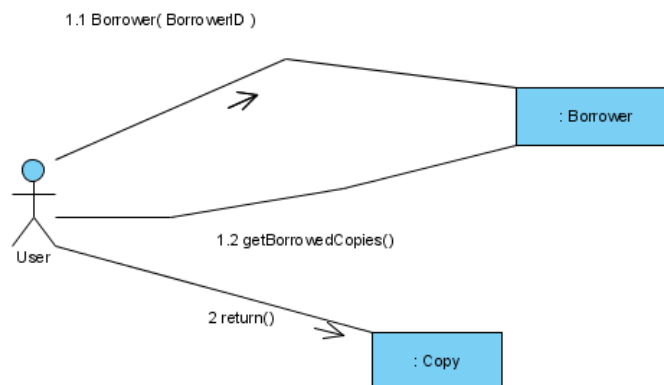 1.1 Borrower( BorrowerID )
: Borrower
1.2 getBorrowedCopies()
User
2 return()
: Copy